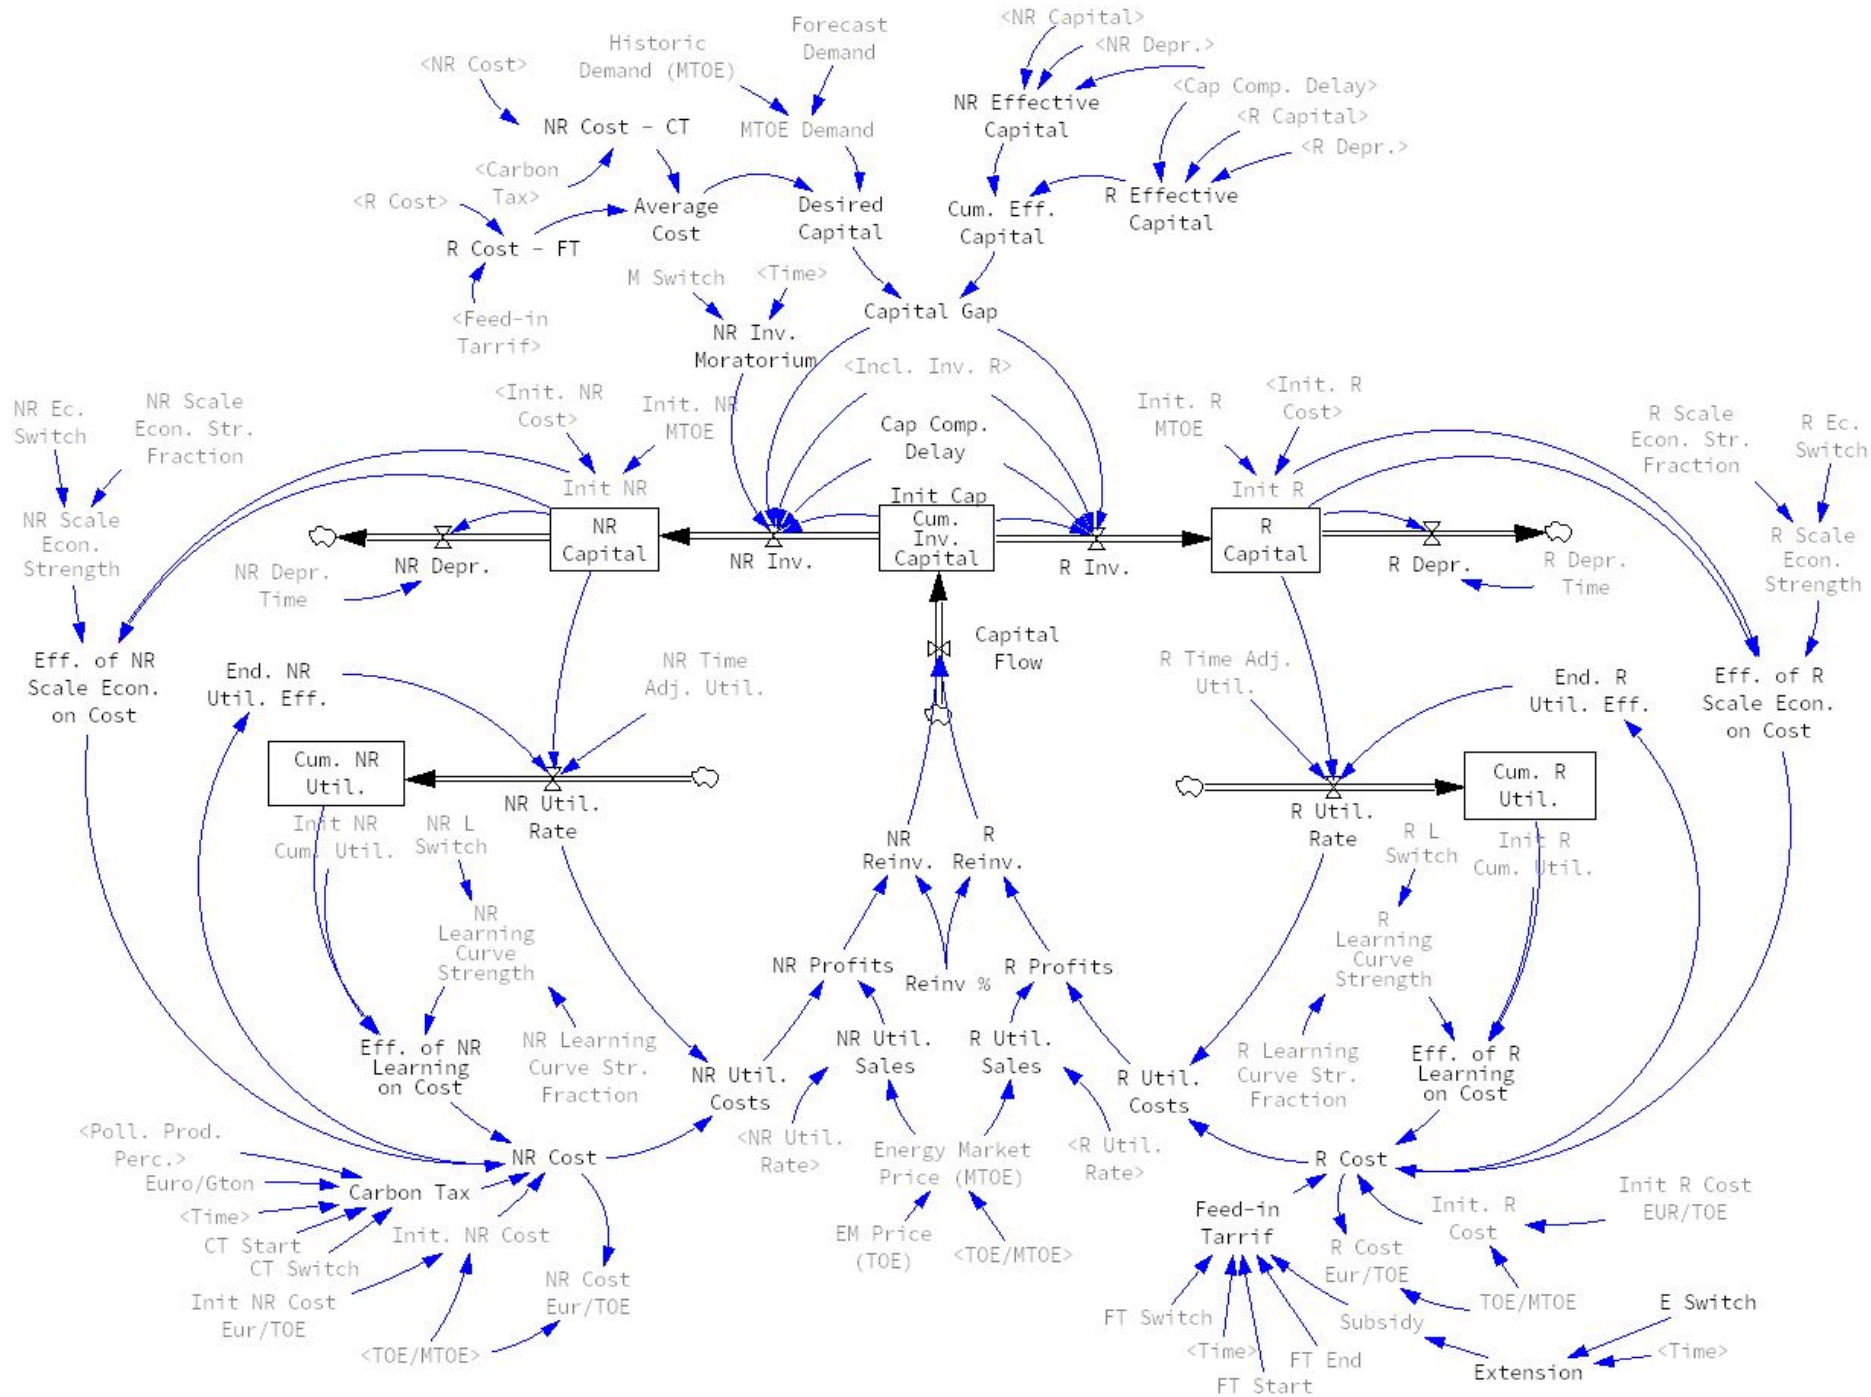 <NR Capital>
Forecast
Demand
Historic
Demand (MTOE)
<NR Depr.>
<NR Cost>
<Cap Comp. Delay>
NR Effective
Capital
<R Capital>
NR Cost - CT
MTOE Demand
<R Depr.>
<Carbon
Tax>
<R Cost>
Average
Cost
Desired
Capital
Cum. Eff.
Capital
R Effective
Capital
R Cost - FT
M Switch
<Time>
<Feed-in
Tarrif>
Capital Gap
NR Inv.
Moratorium
<Incl. Inv. R>
NR Ec.
Switch
NR Scale
Econ. Str.
Fraction
<Init. NR
Cost>
Init. NR
MTOE
Cap Comp.
Delay
Init. R
MTOE
<Init. R
Cost>
R Scale
Econ. Str.
Fraction
R Ec.
Switch
Init NR
Init Cap
Init R
NR Scale
Econ.
Strength
NR
Capital
Cum.
Inv.
Capital
R
Capital
R Scale
Econ.
Strength
NR Depr.
NR Inv.
R Inv.
R Depr.
NR Depr.
Time
R Depr.
Time
Capital
Flow
Eff. of NR
Scale Econ.
on Cost
End. NR
Util. Eff.
NR Time
Adj. Util.
R Time Adj.
Util.
End. R
Util. Eff.
Eff. of R
Scale Econ.
on Cost
Cum. NR
Util.
Cum. R
Util.
NR Util.
Rate
R Util.
Rate
Init NR
Cum. Util.
NR L
Switch
NR
Reinv.
R
Reinv.
R L
Switch
Init R
Cum. Util.
NR
Learning
Curve
Strength
R
Learning
Curve
Strength
NR Profits
Reinv %
R Profits
Eff. of NR
Learning
on Cost
NR Learning
Curve Str.
Fraction
NR Util.
Sales
R Util.
Sales
R Learning
Curve Str.
Fraction
Eff. of R
Learning
on Cost
NR Util.
Costs
R Util.
Costs
<Poll. Prod.
Perc.>
NR Cost
<NR Util.
Rate>
Energy Market
Price (MTOE)
<R Util.
Rate>
R Cost
Euro/Gton
Carbon Tax
<Time>
CT Start
CT Switch
Init. NR Cost
EM Price
(TOE)
<TOE/MTOE>
Feed-in
Tarrif
Init. R
Cost
Init R Cost
EUR/TOE
Init NR Cost
Eur/TOE
NR Cost
Eur/TOE
R Cost
Eur/TOE
TOE/MTOE
<TOE/MTOE>
FT Switch
<Time>
FT Start
FT End
Subsidy
E Switch
Extension
<Time>